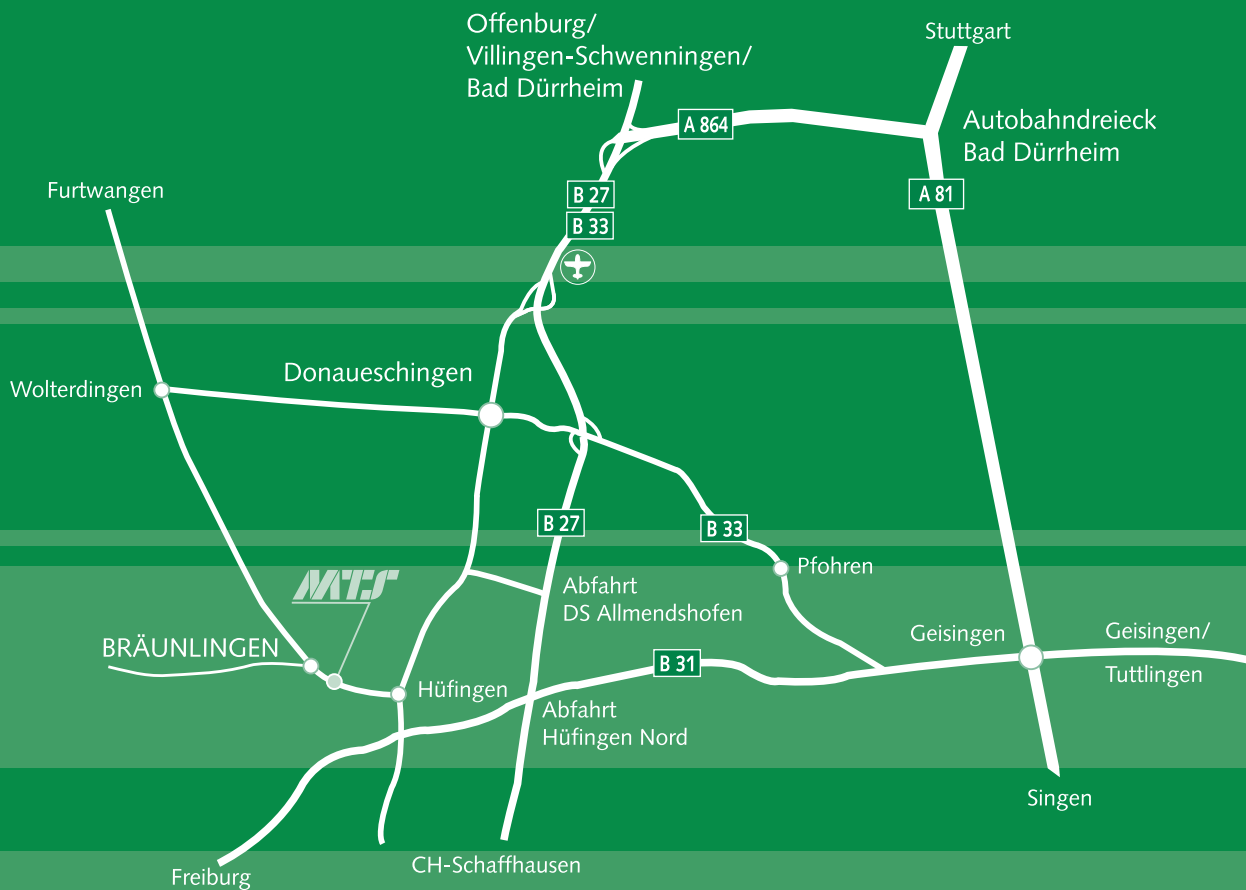 Offenburg/
Villingen-Schwenningen/
Bad Dürrheim
Stuttgart
A 864
Autobahndreieck
Bad Dürrheim
Furtwangen
B 27
A 81
B 33
Donaueschingen
Wolterdingen
B 27
B 33
Pfohren
MTS
Abfahrt
DS Allmendshofen
BRÄUNLINGEN
Geisingen
Geisingen/
Tuttlingen
B 31
Hüfingen
Abfahrt
Hüfingen Nord
Singen
CH-Schaffhausen
Freiburg